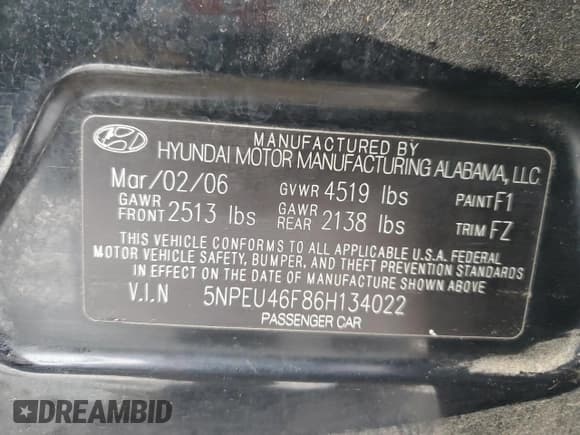 MANUFACTURED BY
HYUNDAI MOTOR MANUFACTURING ALABAMA, LLC
Mar/02/06 GVWR 4519 lbs PAINT F1
GAWR FRONT 2513 lbs GAWR REAR 2138 lbs TRIM FZ
THIS VEHICLE CONFORMS TO ALL APPLICABLE U.S.A. FEDERAL
MOTOR VEHICLE SAFETY, BUMPER, AND THEFT PREVENTION STANDARDS
IN EFFECT ON THE DATE OF MANUFACTURE SHOWN ABOVE
V.I.N 5NPEU46F86H134022
PASSENGER CAR
DREAMBID